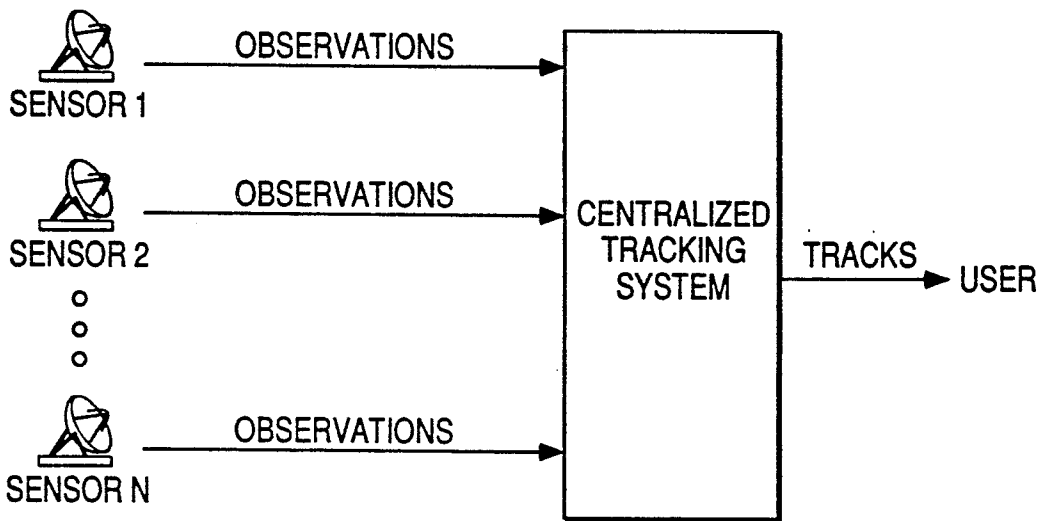 OBSERVATIONS
SENSOR 1
OBSERVATIONS
SENSOR 2
CENTRALIZED
TRACKING
SYSTEM
TRACKS
USER
OBSERVATIONS
SENSOR N